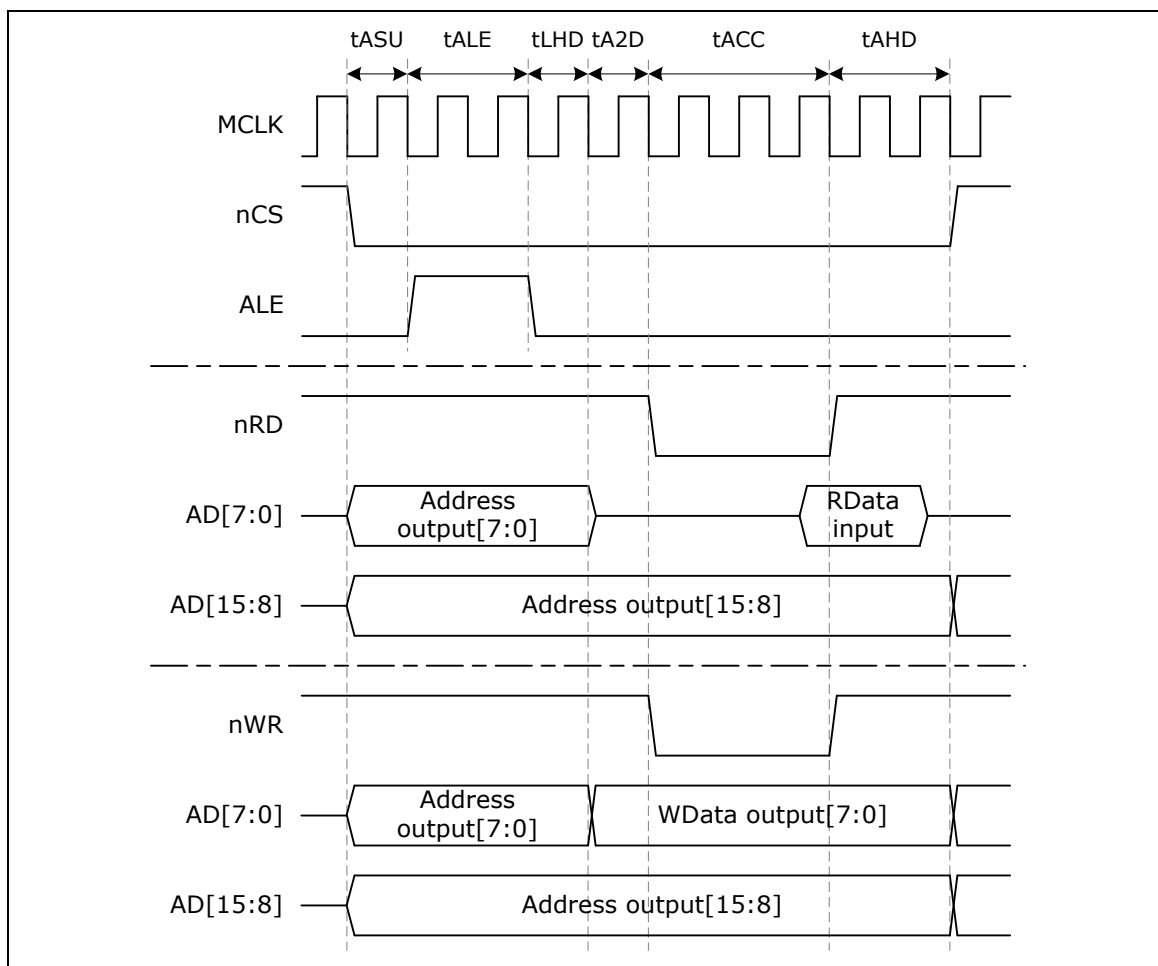 tASU tALE tLHD tA2D tACC tAHD
MCLK
nCS
ALE
nRD
AD[7:0]
Address
output[7:0]
RData
input
AD[15:8]
Address output[15:8]
nWR
AD[7:0]
Address
output[7:0]
WData output[7:0]
AD[15:8]
Address output[15:8]